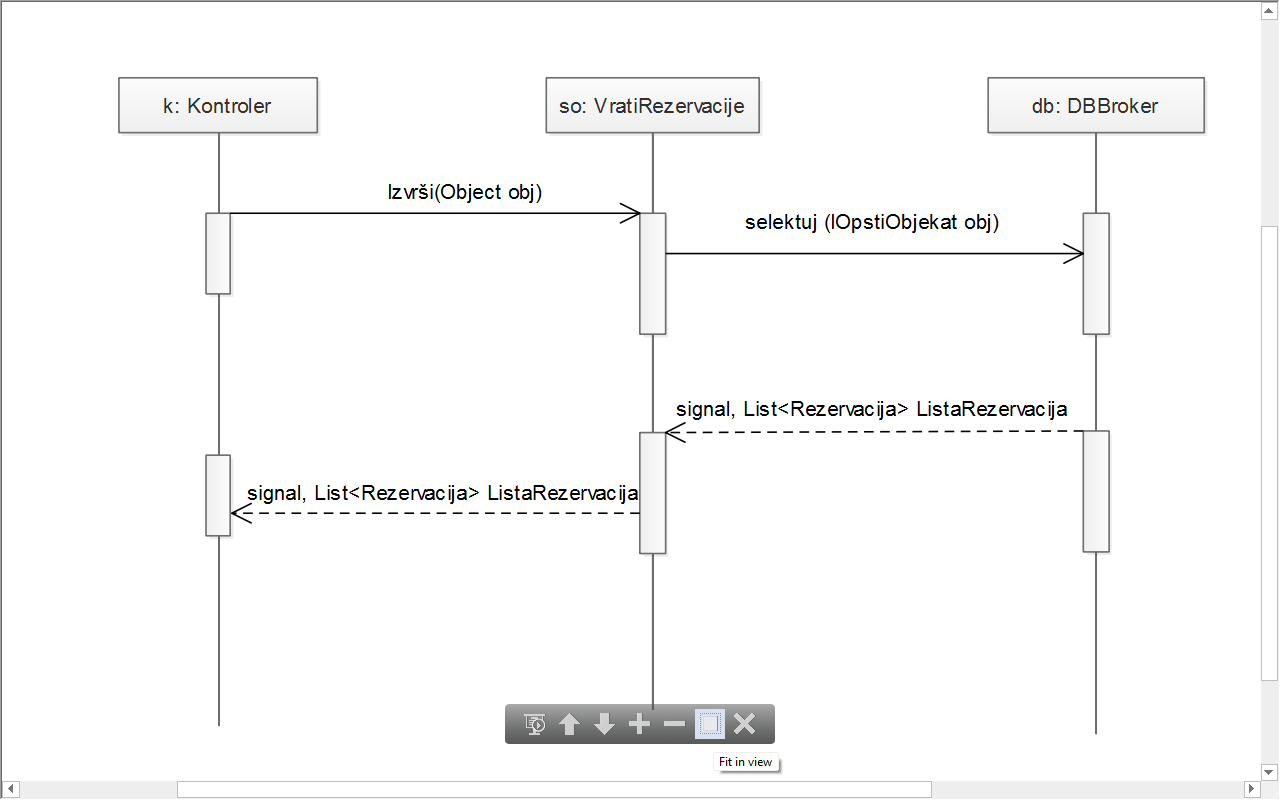 k: Kontroler
so: VratiRezervacije
db: DBBroker
Izvrši(Object obj)
selektuj (IOpstiObjekat obj)
signal, List<Rezervacija> ListaRezervacija
signal, List<Rezervacija> ListaRezervacija
Fit in view